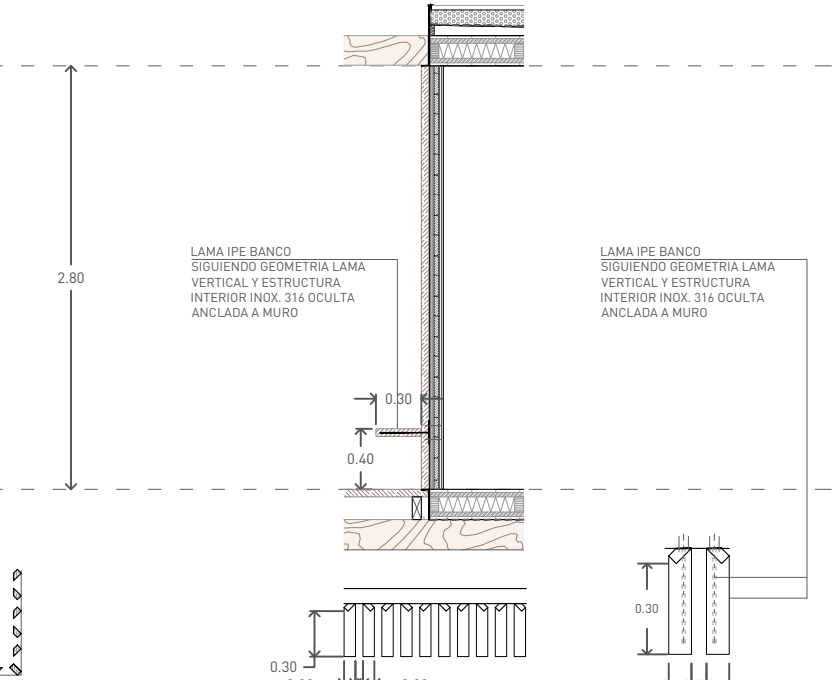 LAMA IPE BANCO
SIGUIENDO GEOMETRIA LAMA
VERTICAL Y ESTRUCTURA
INTERIOR INOX. 316 OCULTA
ANCLADA A MURO
LAMA IPE BANCO
SIGUIENDO GEOMETRIA LAMA
VERTICAL Y ESTRUCTURA
INTERIOR INOX. 316 OCULTA
ANCLADA A MURO
2.80
0.30
0.40
0.30
0.30